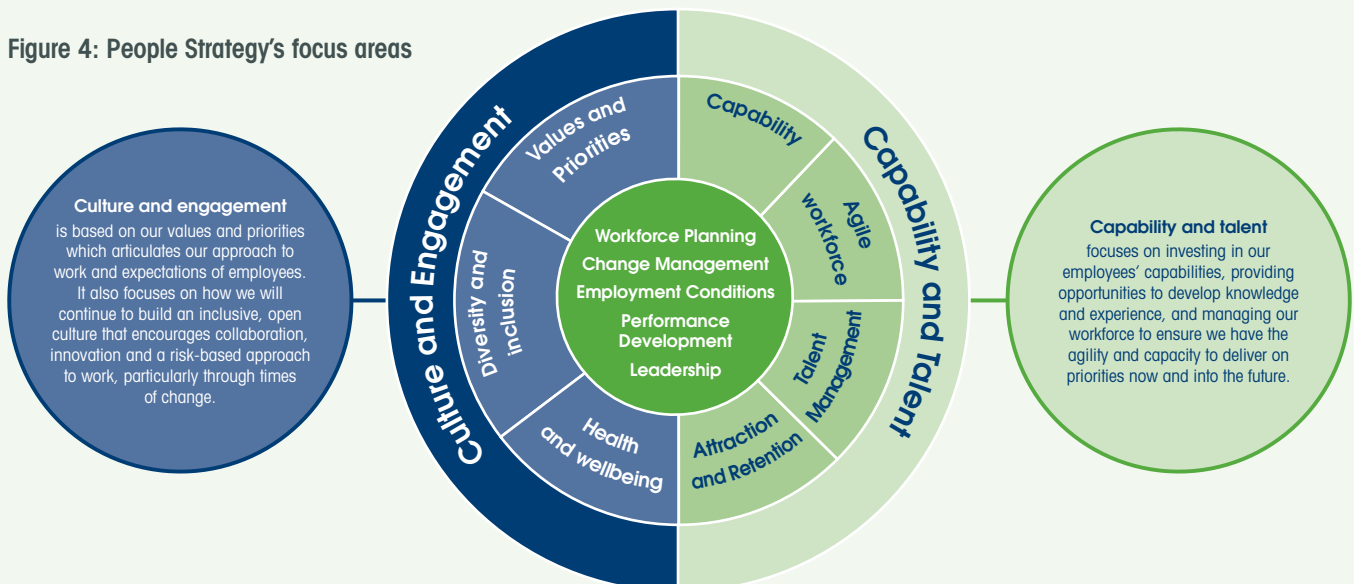 Figure 4: People Strategy's focus areas
Culture and engagement
is based on our values and priorities
which articulates our approach to
work and expectations of employees.
It also focuses on how we will
continue to build an inclusive, open
culture that encourages collaboration,
innovation and a risk-based approach
to work, particularly through times
of change.
Culture and Engagement
Values and
Priorities
Diversity and
inclusion
Health
and wellbeing
Workforce Planning
Change Management
Employment Conditions
Performance
Development
Leadership
Capability
Agile
workforce
Talent
Management
Attraction
and Retention
Capability and Talent
Capability and talent
focuses on investing in our
employees' capabilities, providing
opportunities to develop knowledge
and experience, and managing our
workforce to ensure we have the
agility and capacity to deliver on
priorities now and into the future.